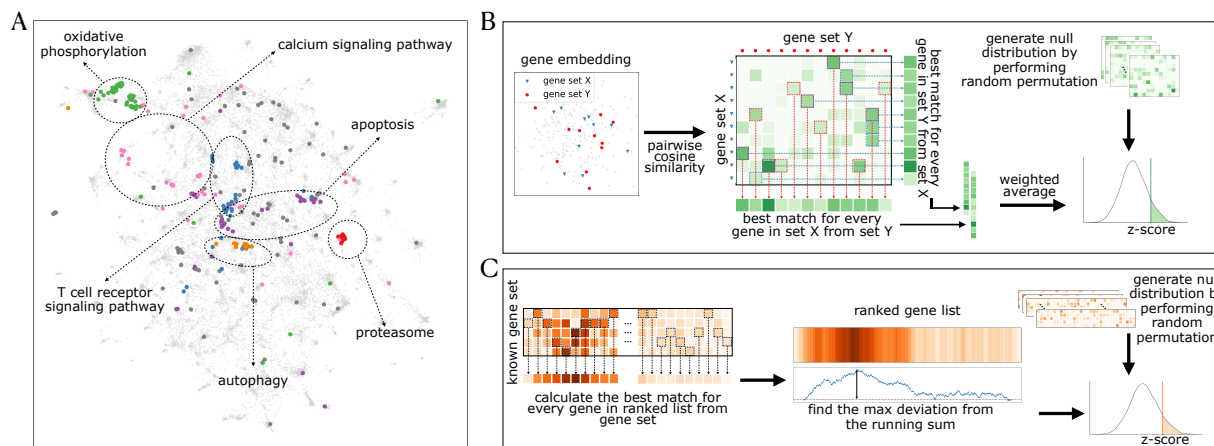 A
oxidative
phosphorylation
calcium signaling pathway
apoptosis
T cell receptor
signaling pathway
proteasome
autophagy
B
gene embedding
gene set X
gene set Y
pairwise
cosine
similarity
gene set Y
gene set X
best match for every
gene in set Y from set X
best match for every
gene in set X from set Y
weighted
average
generate null
distribution by
performing
random permutation
z-score
C
known gene set
...
...
calculate the best match for
every gene in ranked list from
gene set
ranked gene list
find the max deviation from
the running sum
generate nu
distribution b
performing
random
permutation
z-score